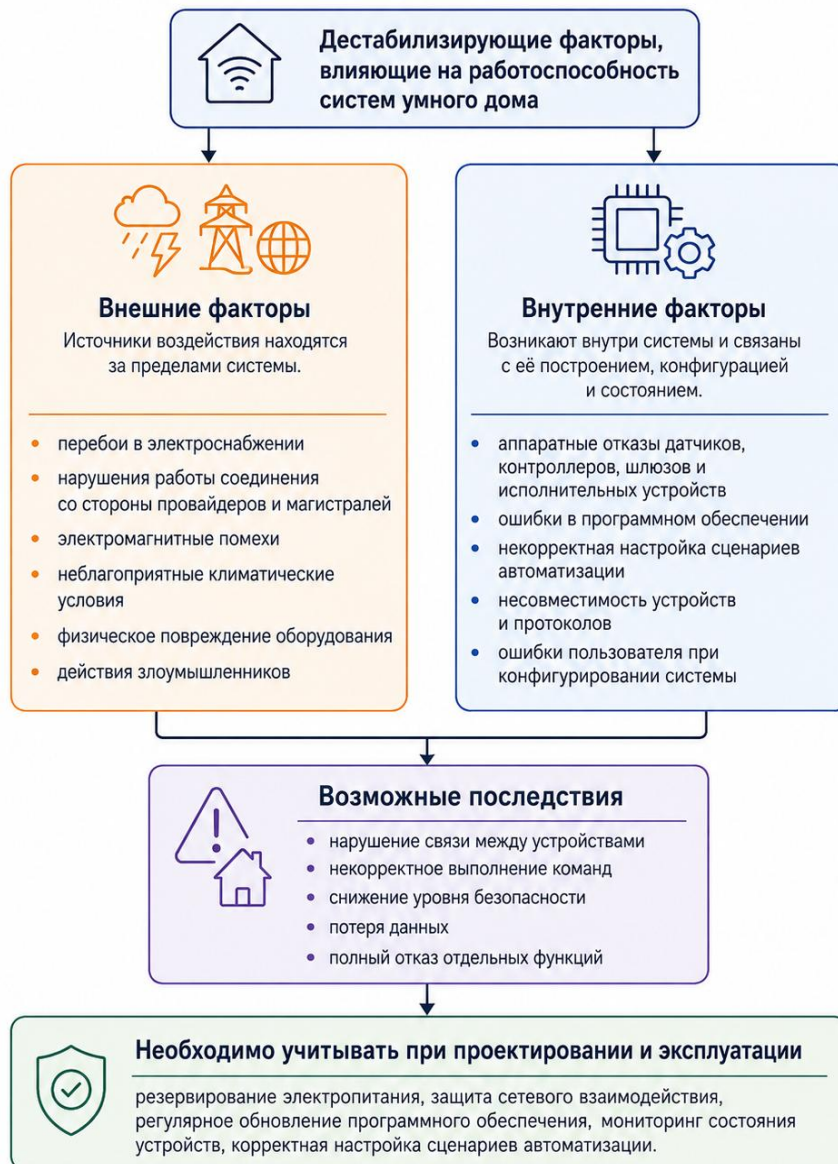 Дестабилизирующие факторы,
влияющие на работоспособность
систем умного дома
Внешние факторы
Источники воздействия находятся
за пределами системы.
• перебои в электроснабжении
• нарушения работы соединения
со стороны провайдеров и магистралей
• электромагнитные помехи
• неблагоприятные климатические
условия
• физическое повреждение оборудования
• действия злоумышленников
Внутренние факторы
Возникают внутри системы и связаны
с её построением, конфигурацией
и состоянием.
• аппаратные отказы датчиков,
контроллеров, шлюзов и
исполнительных устройств
• ошибки в программном обеспечении
• некорректная настройка сценариев
автоматизации
• несовместимость устройств
и протоколов
• ошибки пользователя при
конфигурировании системы
Возможные последствия
• нарушение связи между устройствами
• некорректное выполнение команд
• снижение уровня безопасности
• потеря данных
• полный отказ отдельных функций
Необходимо учитывать при проектировании и эксплуатации
резервирование электропитания, защита сетевого взаимодействия,
регулярное обновление программного обеспечения, мониторинг состояния
устройств, корректная настройка сценариев автоматизации.